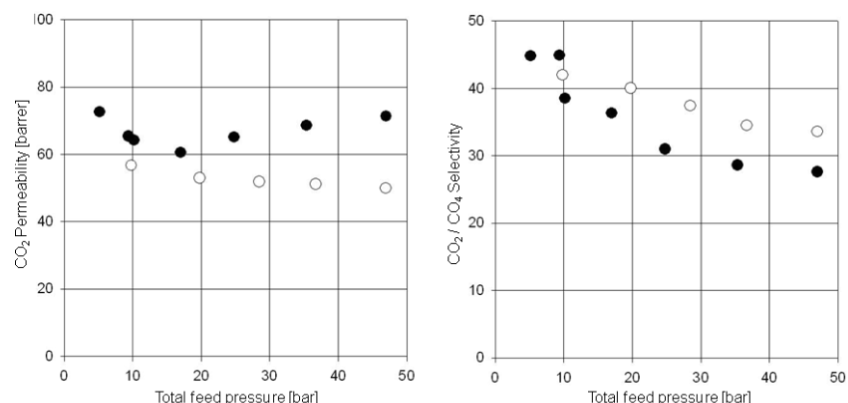 100
80
60
40
20
0
0 10 20 30 40 50
CO₂ Permeability [barrer]
Total feed pressure [bar]
50
40
30
20
10
0
0 10 20 30 40 50
CO₂ / CO₄ Selectivity
Total feed pressure [bar]